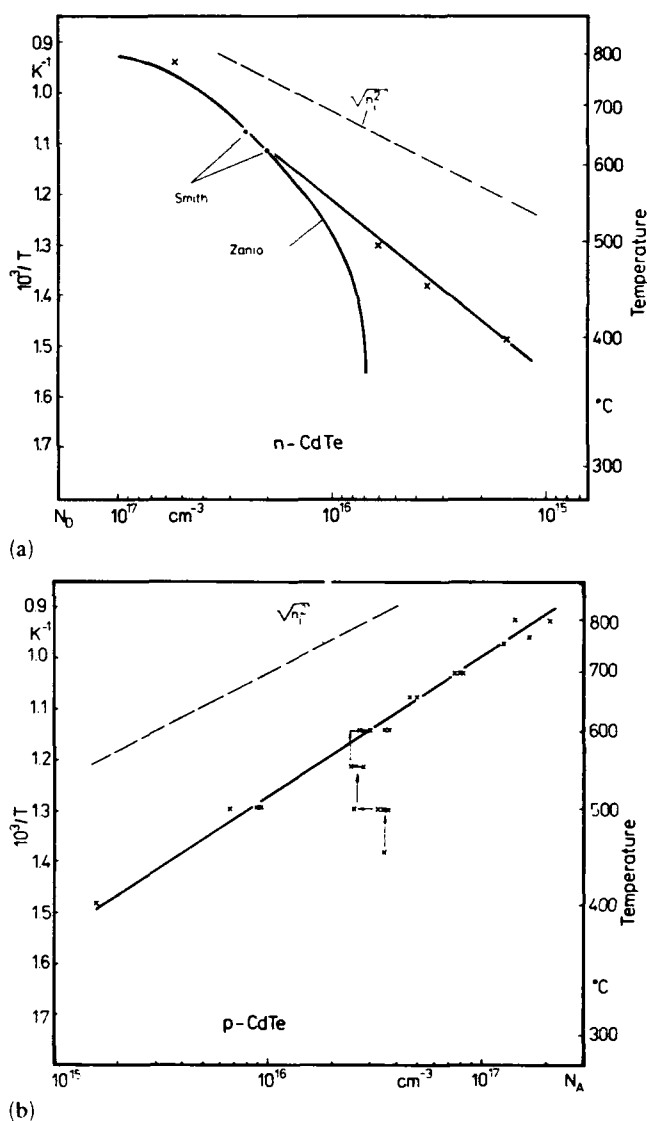 0.9
K⁻¹
1.0
1.1
1.2
1.3
1.4
1.5
1.6
1.7
10³/T
√n_i²
Smith
Zanio
n-CdTe
800
700
600
500
400
°C
300
Temperature
N_D 10¹⁷ cm⁻³ 10¹⁶ 10¹⁵
(a)
0.9
K⁻¹
1.0
1.1
1.2
1.3
1.4
1.5
1.6
1.7
10³/T
√n_i²
p-CdTe
800
700
600
500
400
°C
300
Temperature
10¹⁵ 10¹⁶ cm⁻³ 10¹⁷ N_A
(b)